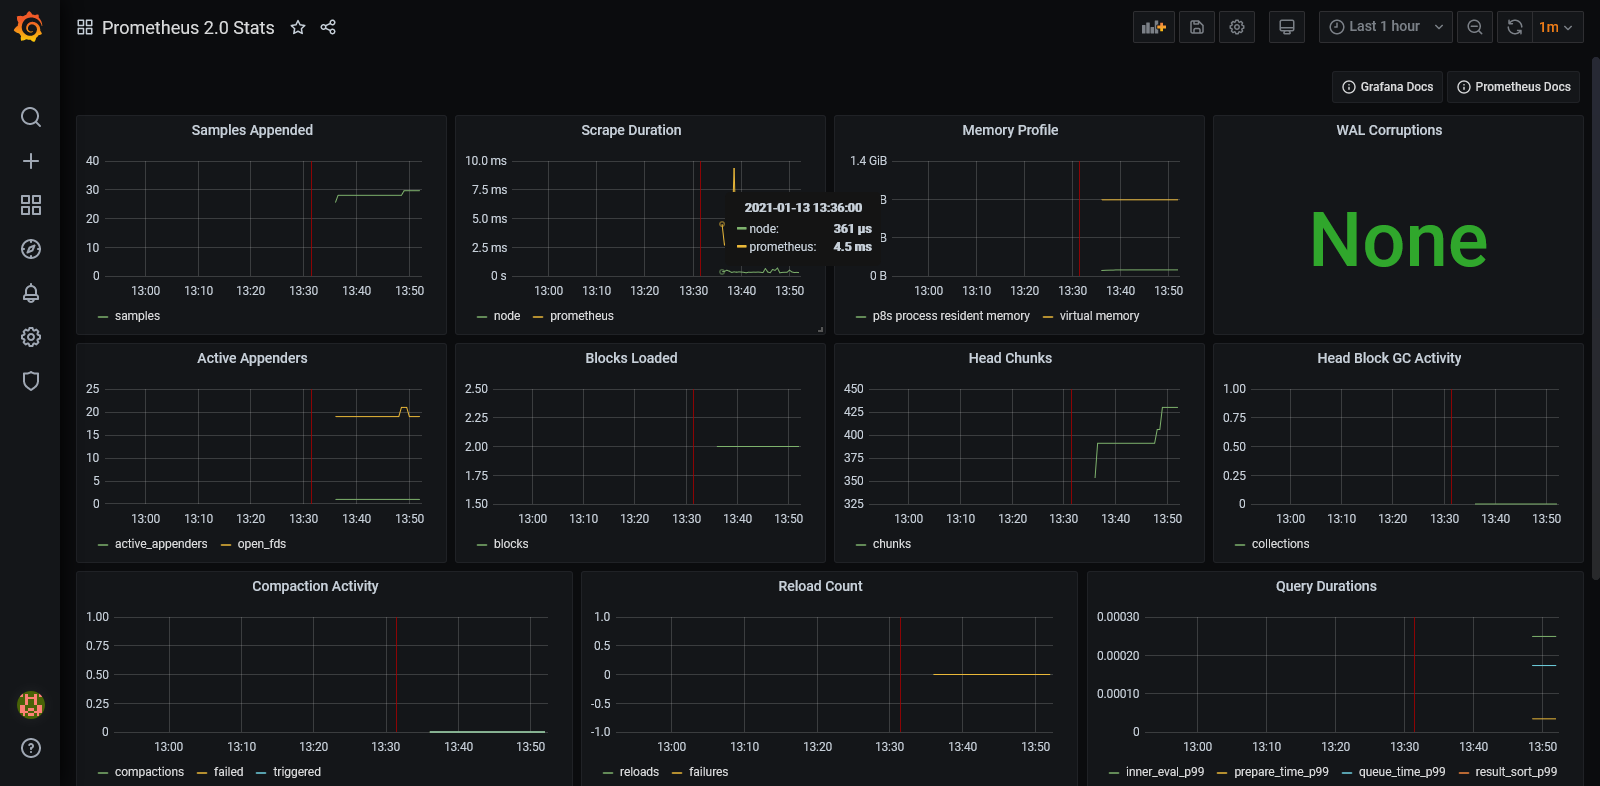 Prometheus 2.0 Stats
Last 1 hour
1m
Grafana Docs
Prometheus Docs
Samples Appended
40
30
20
10
0
13:00 13:10 13:20 13:30 13:40 13:50
samples
Scrape Duration
10.0 ms
7.5 ms
5.0 ms
2.5 ms
0 s
13:00 13:10 13:20 13:30 13:40 13:50
node prometheus
2021-01-13 13:36:00
node: 361 µs
prometheus: 4.5 ms
Memory Profile
1.4 GiB
B
B
0 B
13:00 13:10 13:20 13:30 13:40 13:50
p8s process resident memory virtual memory
WAL Corruptions
None
Active Appenders
25
20
15
10
5
0
13:00 13:10 13:20 13:30 13:40 13:50
active_appenders open_fds
Blocks Loaded
2.50
2.25
2.00
1.75
1.50
13:00 13:10 13:20 13:30 13:40 13:50
blocks
Head Chunks
450
425
400
375
350
325
13:00 13:10 13:20 13:30 13:40 13:50
chunks
Head Block GC Activity
1.00
0.75
0.50
0.25
0
13:00 13:10 13:20 13:30 13:40 13:50
collections
Compaction Activity
1.00
0.75
0.50
0.25
0
13:00 13:10 13:20 13:30 13:40 13:50
compactions failed triggered
Reload Count
1.0
0.5
0
-0.5
-1.0
13:00 13:10 13:20 13:30 13:40 13:50
reloads failures
Query Durations
0.00030
0.00020
0.00010
0
13:00 13:10 13:20 13:30 13:40 13:50
inner_eval_p99 prepare_time_p99 queue_time_p99 result_sort_p99